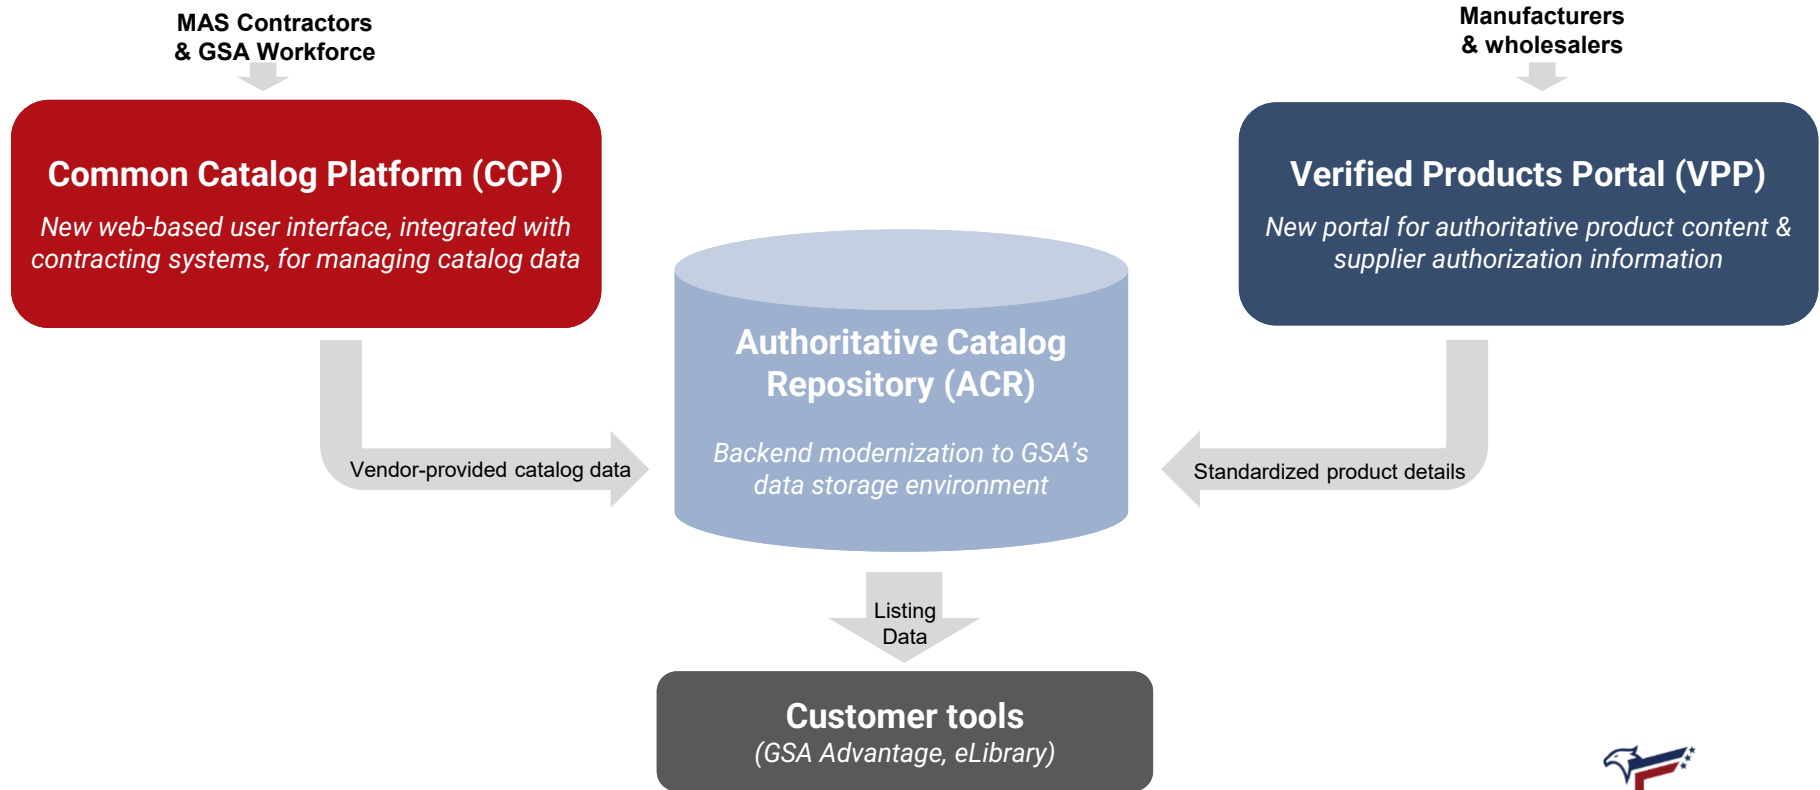 MAS Contractors
& GSA Workforce
Manufacturers
& wholesalers
Common Catalog Platform (CCP)
New web-based user interface, integrated with
contracting systems, for managing catalog data
Verified Products Portal (VPP)
New portal for authoritative product content &
supplier authorization information
Authoritative Catalog
Repository (ACR)
Backend modernization to GSA’s
data storage environment
Vendor-provided catalog data
Standardized product details
Listing
Data
Customer tools
(GSA Advantage, eLibrary)